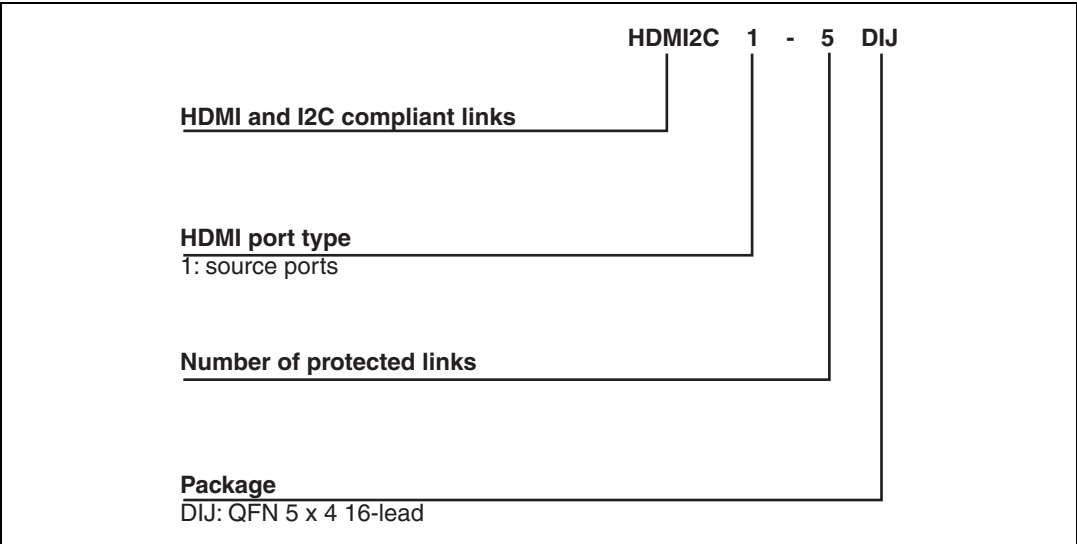 HDMI2C 1 - 5 DIJ
HDMI and I2C compliant links
HDMI port type
1: source ports
Number of protected links
Package
DIJ: QFN 5 x 4 16-lead